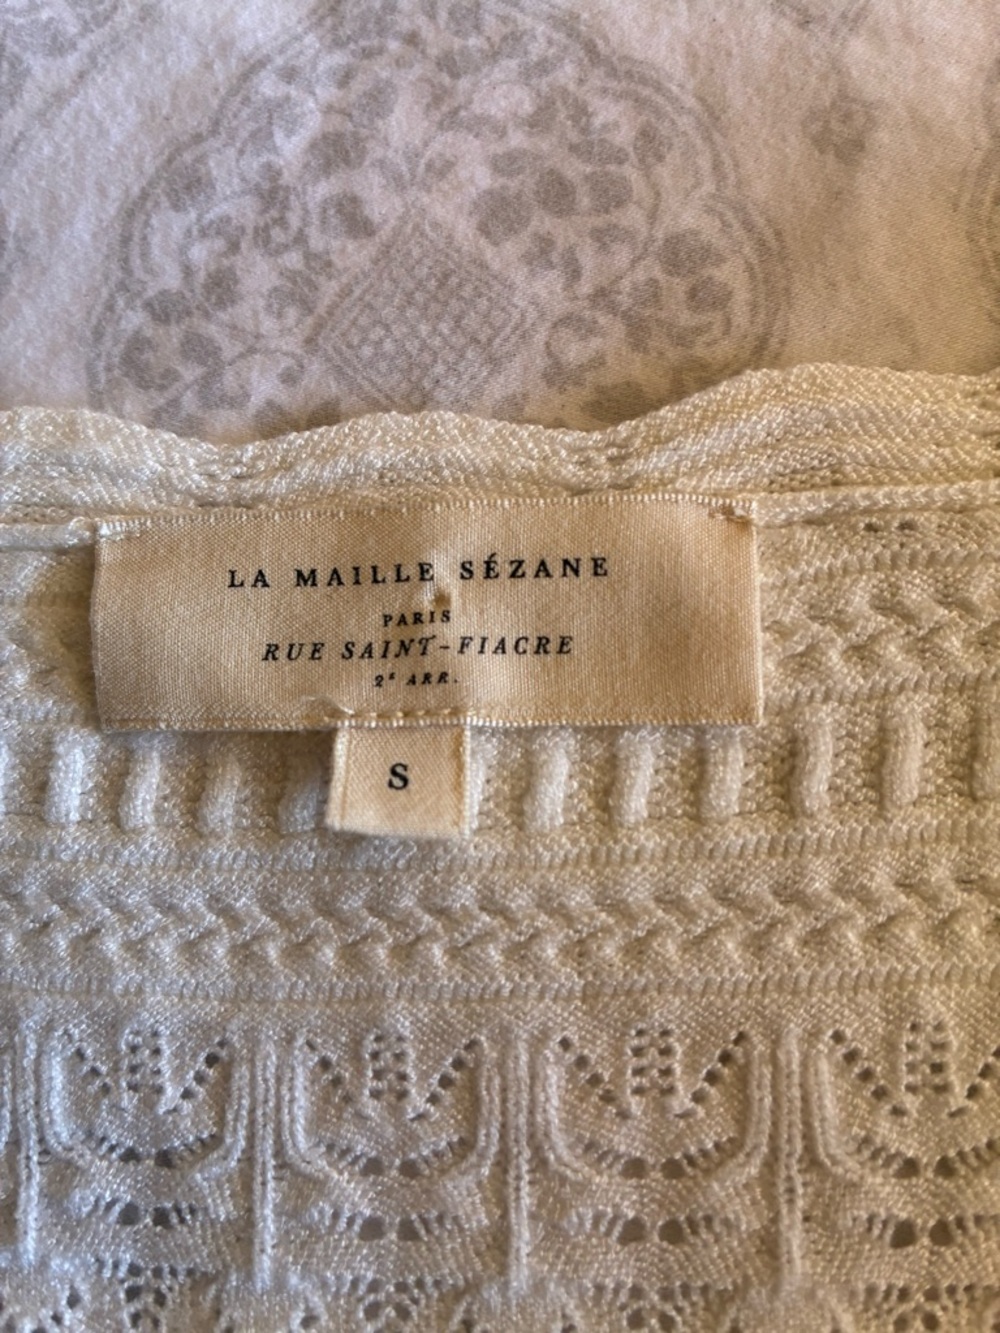 LA MAILLE SÉZANE
PARIS
RUE SAINT-FIACRE
2ᵉ ARR.
S